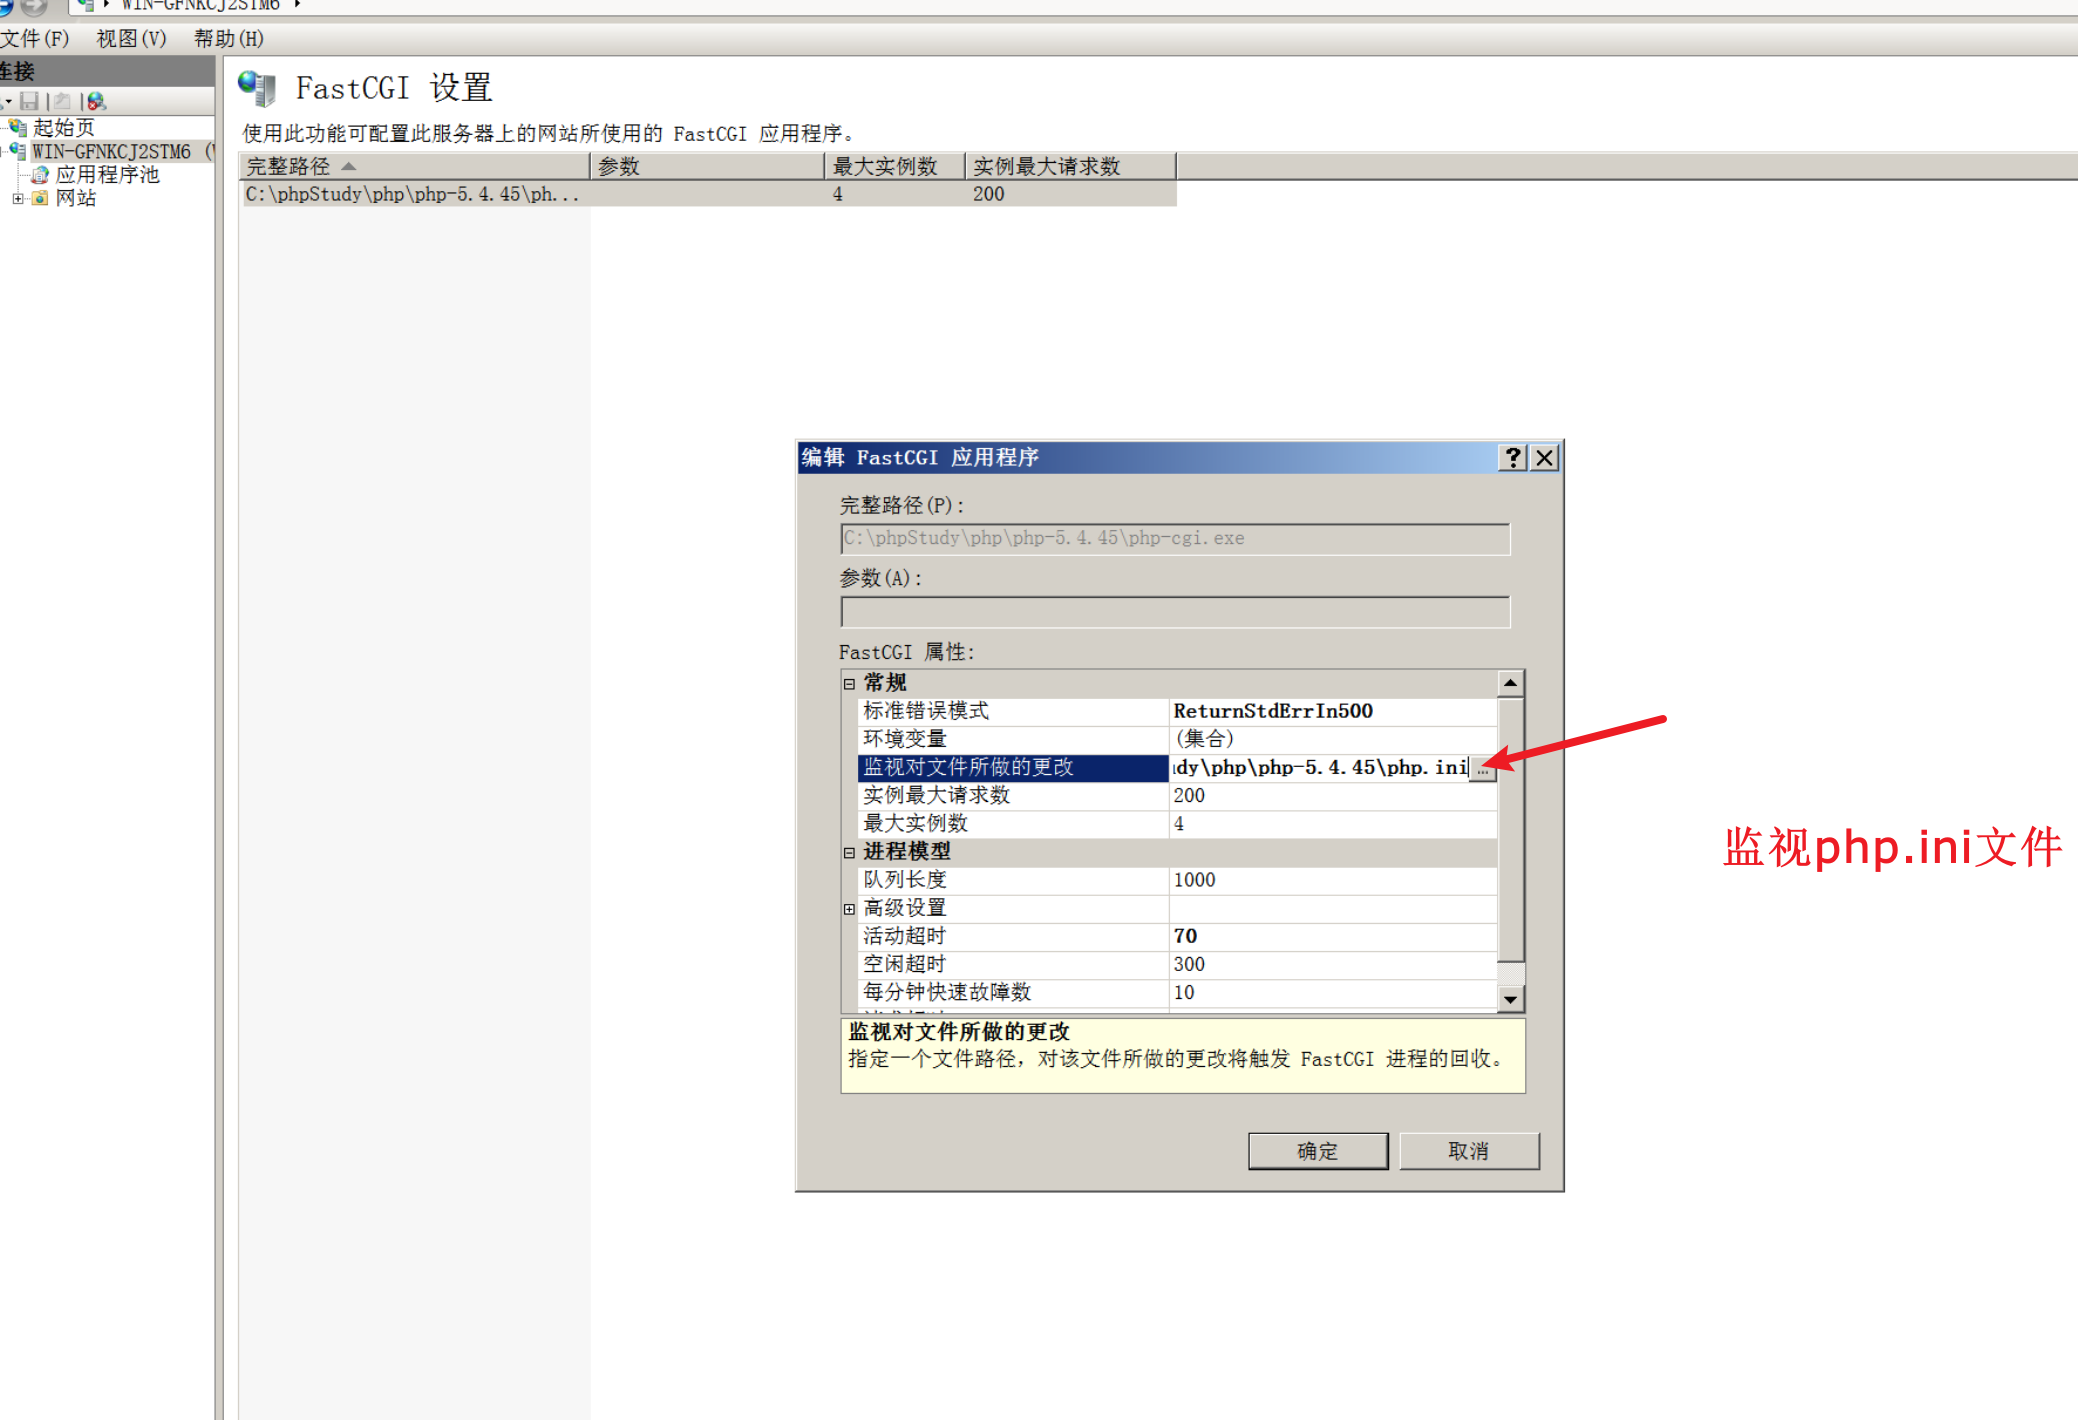 WIN-GFNKCJ2STM6
文件(F) 视图(V) 帮助(H)
连接
起始页
WIN-GFNKCJ2STM6 (
应用程序池
网站
FastCGI 设置
使用此功能可配置此服务器上的网站所使用的 FastCGI 应用程序。
完整路径 参数 最大实例数 实例最大请求数
C:\phpStudy\php\php-5.4.45\ph... 4 200
编辑 FastCGI 应用程序
完整路径(P):
C:\phpStudy\php\php-5.4.45\php-cgi.exe
参数(A):
FastCGI 属性:
常规
标准错误模式 ReturnStdErrIn500
环境变量 (集合)
监视对文件所做的更改 dy\php\php-5.4.45\php.ini ...
实例最大请求数 200
最大实例数 4
进程模型
队列长度 1000
高级设置
活动超时 70
空闲超时 300
每分钟快速故障数 10
监视对文件所做的更改
指定一个文件路径，对该文件所做的更改将触发 FastCGI 进程的回收。
确定 取消
监视php.ini文件